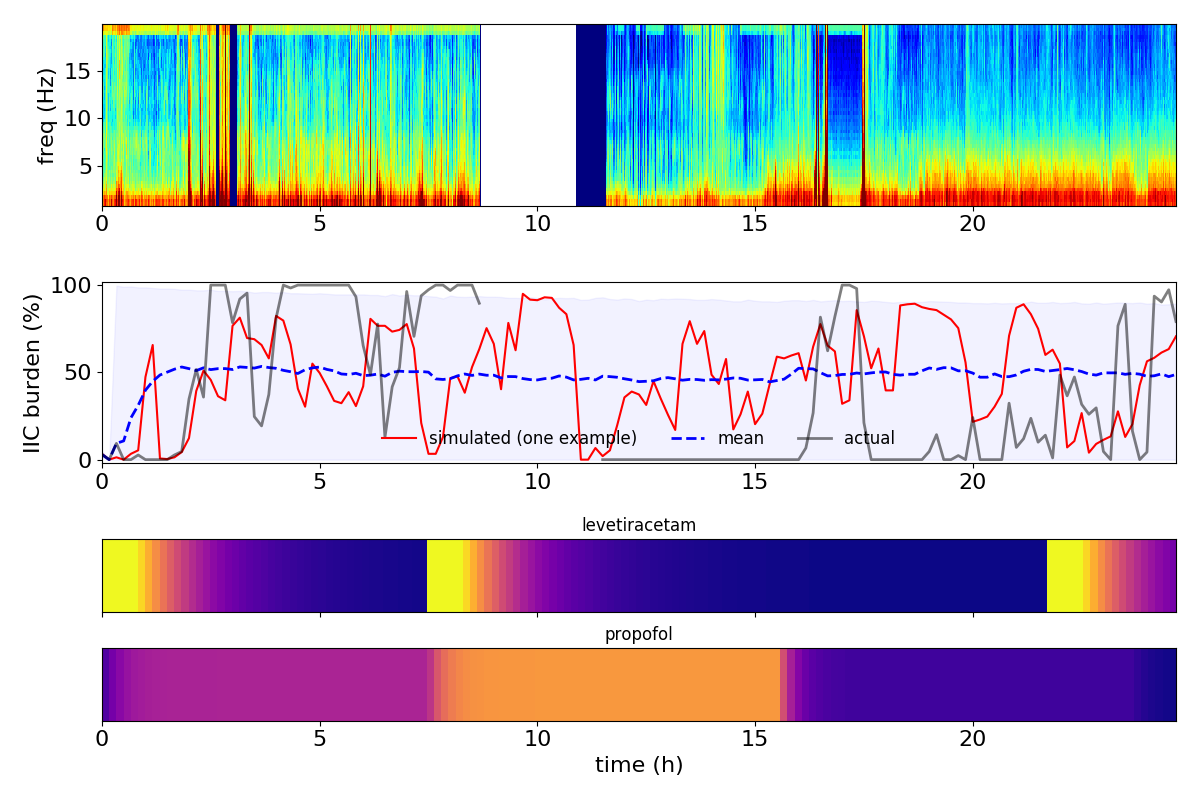 freq (Hz)
15
10
5
0 5 10 15 20
IIC burden (%)
100
50
0
simulated (one example) mean actual
0 5 10 15 20
levetiracetam
propofol
0 5 10 15 20
time (h)